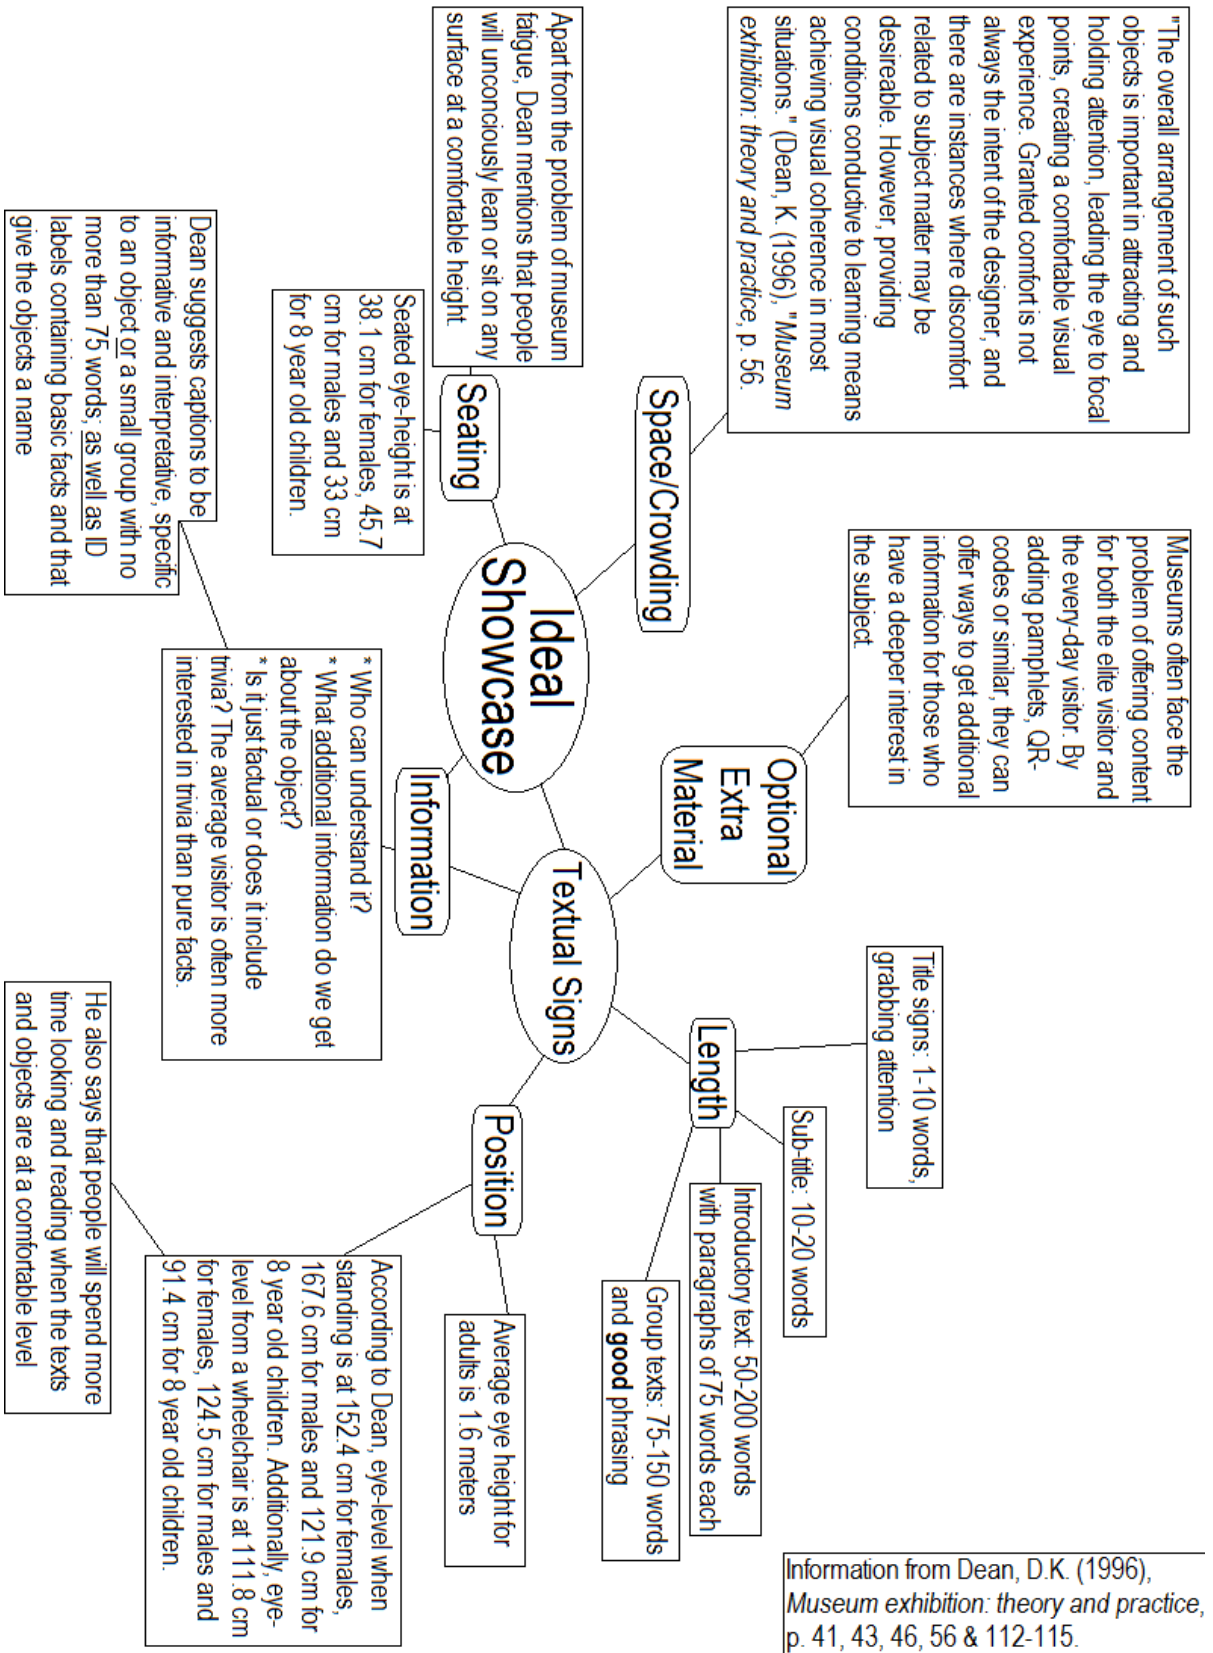 "The overall arrangement of such
objects is important in attracting and
holding attention, leading the eye to focal
points, creating a comfortable visual
experience. Granted comfort is not
always the intent of the designer, and
there are instances where discomfort
related to subject matter may be
desireable. However, providing
conditions conductive to learning means
achieving visual coherence in most
situations." (Dean, K. (1996), "Museum
exhibition: theory and practice, p. 56.
Museums often face the
problem of offering content
for both the elite visitor and
the every-day visitor. By
adding pamphlets, QR-
codes or similar, they can
offer ways to get additional
information for those who
have a deeper interest in
the subject.
Title signs: 1-10 words,
grabbing attention
Sub-title: 10-20 words
Introductory text: 50-200 words
with paragraphs of 75 words each
Group texts: 75-150 words
and good phrasing
Space/Crowding
Optional
Extra
Material
Length
Apart from the problem of museum
fatigue, Dean mentions that people
will unconciously lean or sit on any
surface at a comfortable height.
Seating
Seated eye-height is at
38.1 cm for females, 45.7
cm for males and 33 cm
for 8 year old children.
Ideal
Showcase
Textual Signs
Position
Average eye height for
adults is 1.6 meters
Information
* Who can understand it?
* What additional information do we get
about the object?
* Is it just factual or does it include
trivia? The average visitor is often more
interested in trivia than pure facts.
According to Dean, eye-level when
standing is at 152.4 cm for females,
167.6 cm for males and 121.9 cm for
8 year old children. Additionally, eye-
level from a wheelchair is at 111.8 cm
for females, 124.5 cm for males and
91.4 cm for 8 year old children.
Dean suggests captions to be
informative and interpretative, specific
to an object or a small group with no
more than 75 words; as well as ID
labels containing basic facts and that
give the objects a name
He also says that people will spend more
time looking and reading when the texts
and objects are at a comfortable level
Information from Dean, D.K. (1996),
Museum exhibition: theory and practice,
p. 41, 43, 46, 56 & 112-115.